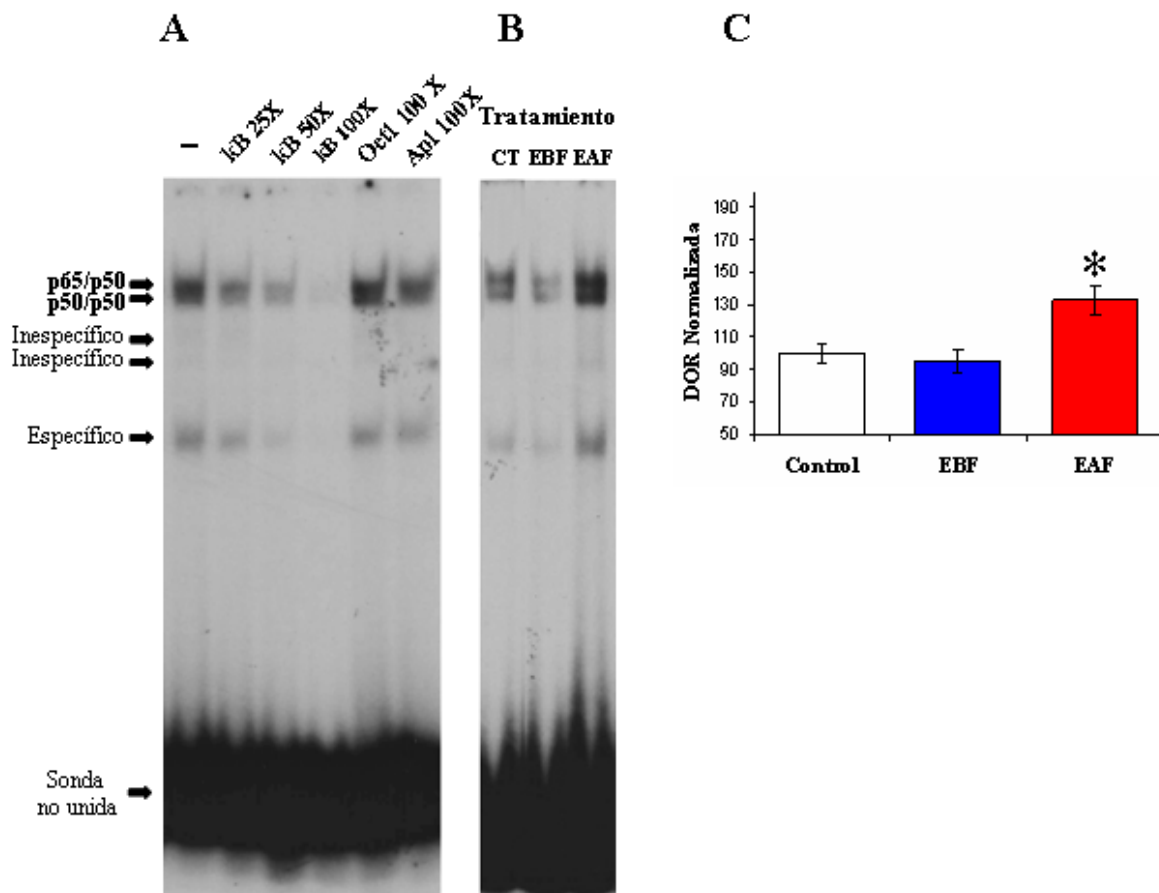 A
B
C
–
kB 25X
kB 50X
kB 100X
Oct1 100 X
Ap1 100X
Tratamiento
CT EBF EAF
p65/p50
p50/p50
Inespecífico
Inespecífico
Específico
Sonda
no unida
DOR Normalizada
190
170
150
130
110
90
70
50
*
Control
EBF
EAF